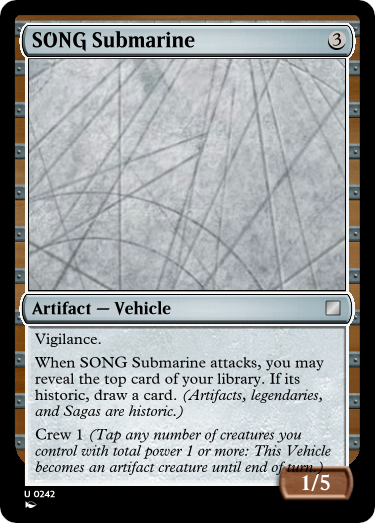 SONG Submarine 3
Artifact — Vehicle
Vigilance.
When SONG Submarine attacks, you may
reveal the top card of your library. If its
historic, draw a card. (Artifacts, legendaries,
and Sagas are historic.)
Crew 1 (Tap any number of creatures you
control with total power 1 or more: This Vehicle
becomes an artifact creature until end of turn.)
1/5
U 0242